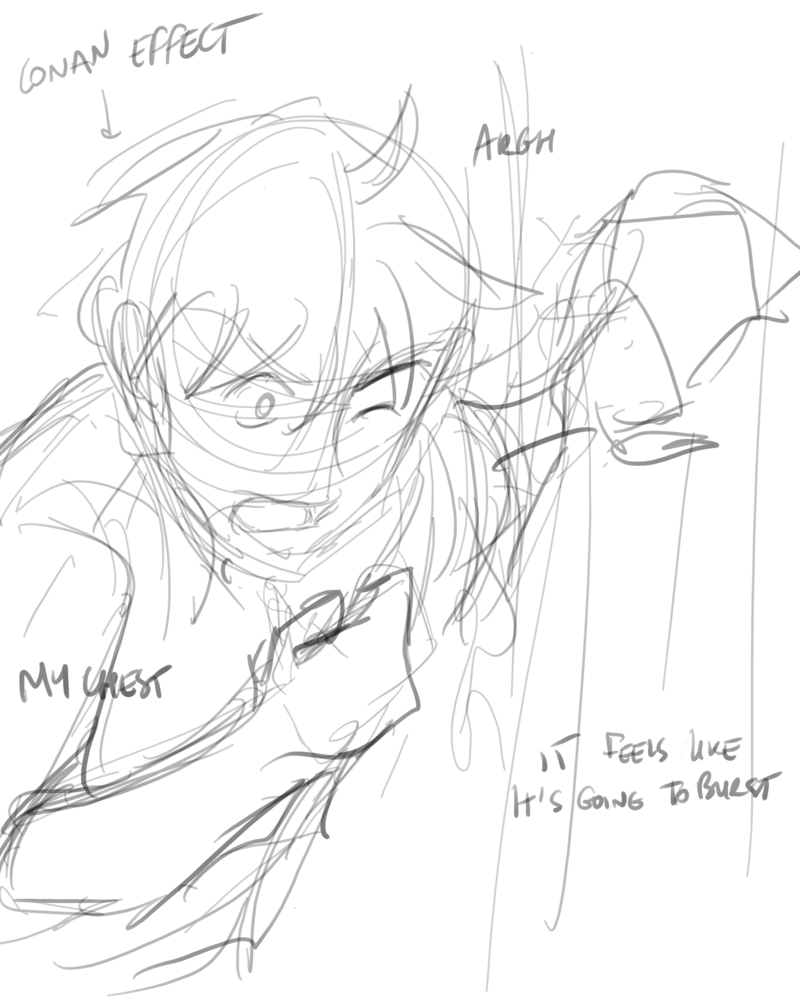 CONAN EFFECT
ARGH
MY CHEST
IT FEELS LIKE
IT'S GOING TO BURST